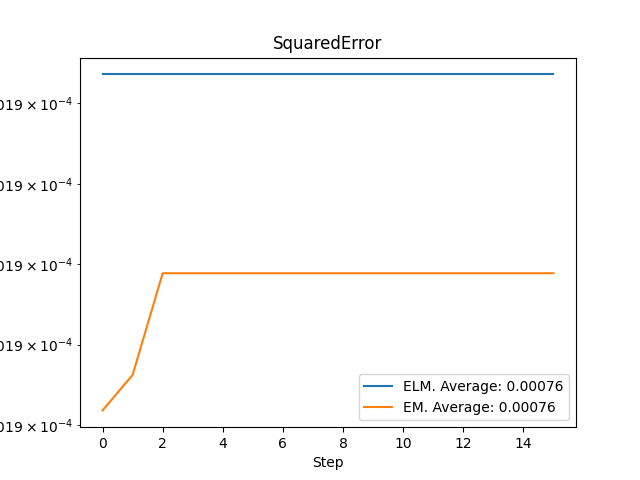 SquaredError
019 × 10⁻⁴
019 × 10⁻⁴
019 × 10⁻⁴
019 × 10⁻⁴
019 × 10⁻⁴
ELM. Average: 0.00076
EM. Average: 0.00076
0 2 4 6 8 10 12 14
Step